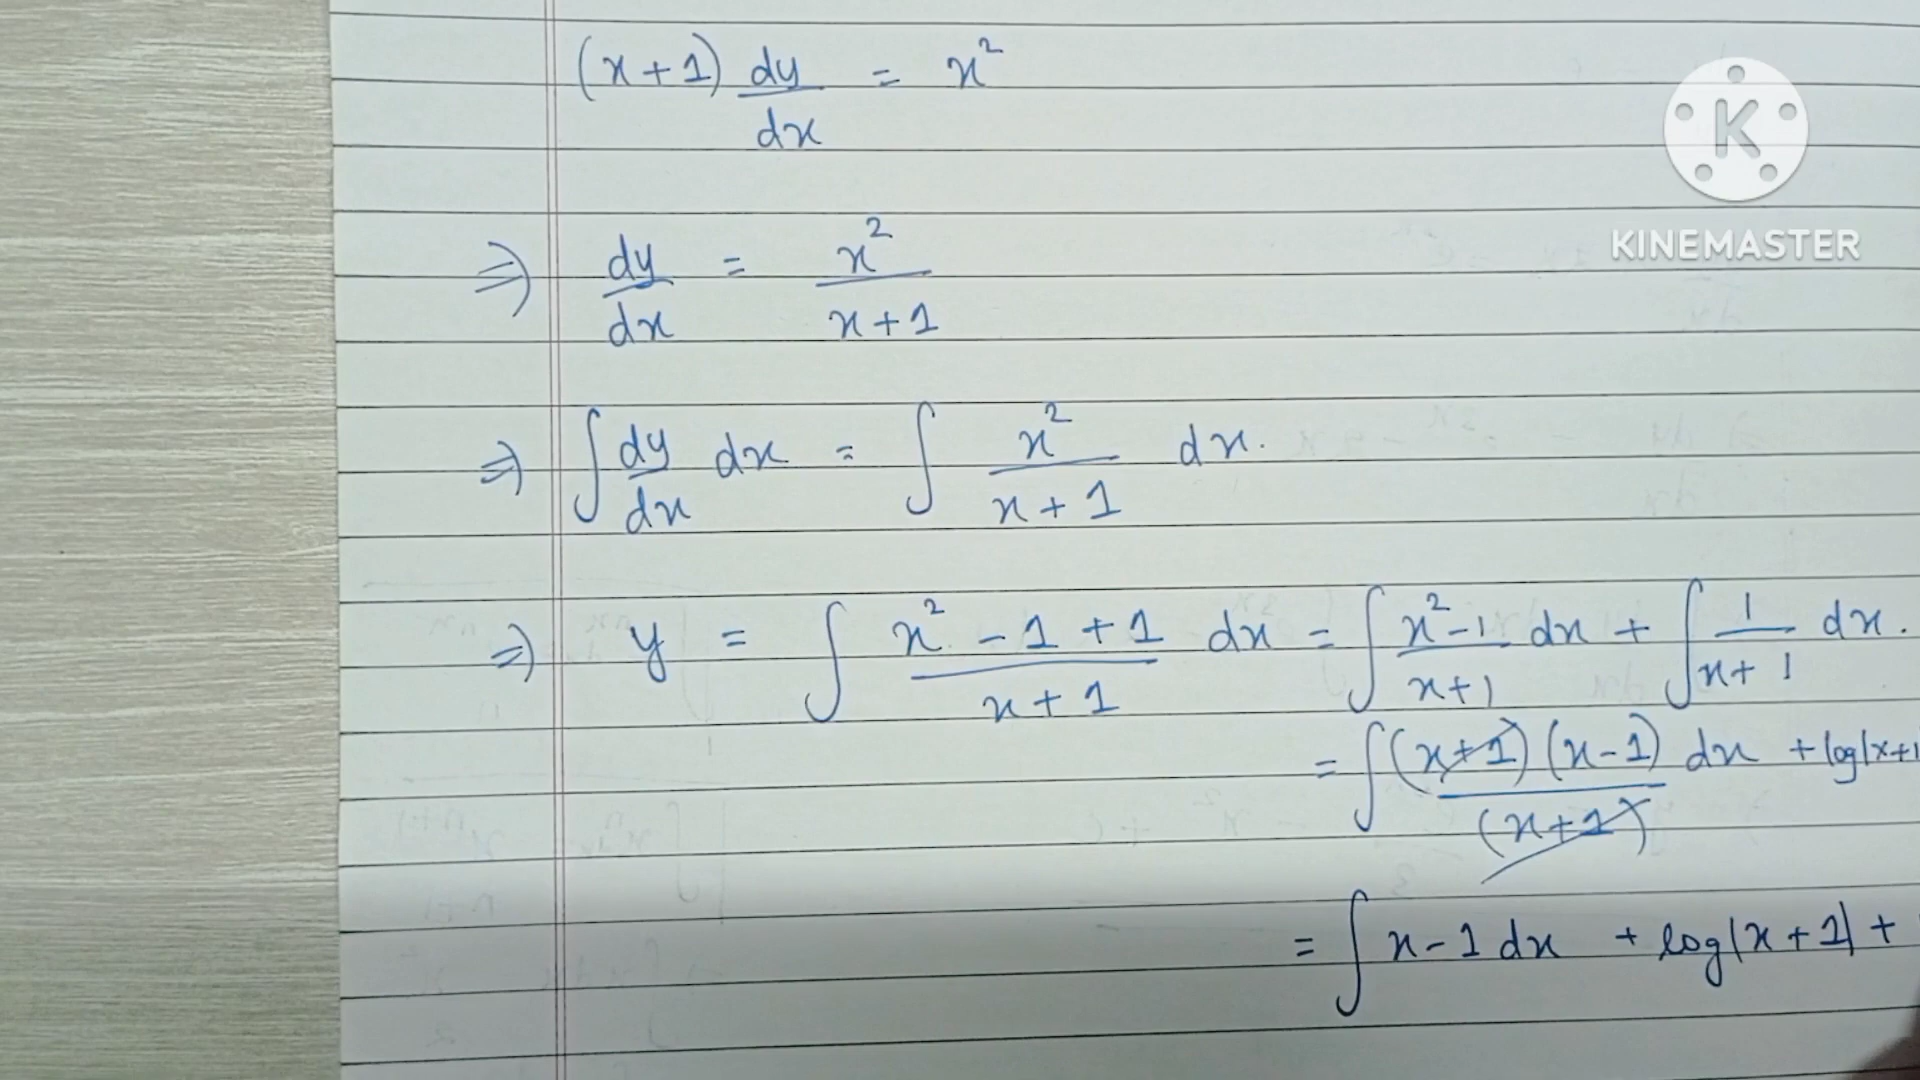 (x+1) dy/dx = x²
K
KINEMASTER
⇒ dy/dx = x²/x+1
⇒ ∫ dy/dx dx = ∫ x²/x+1 dx.
⇒ y = ∫ x²-1+1/x+1 dx = ∫ x²-1/x+1 dx + ∫ 1/x+1 dx.
= ∫ (x+1)(x-1)/(x+1) dx + log|x+1
= ∫ x-1 dx + log|x+1| +